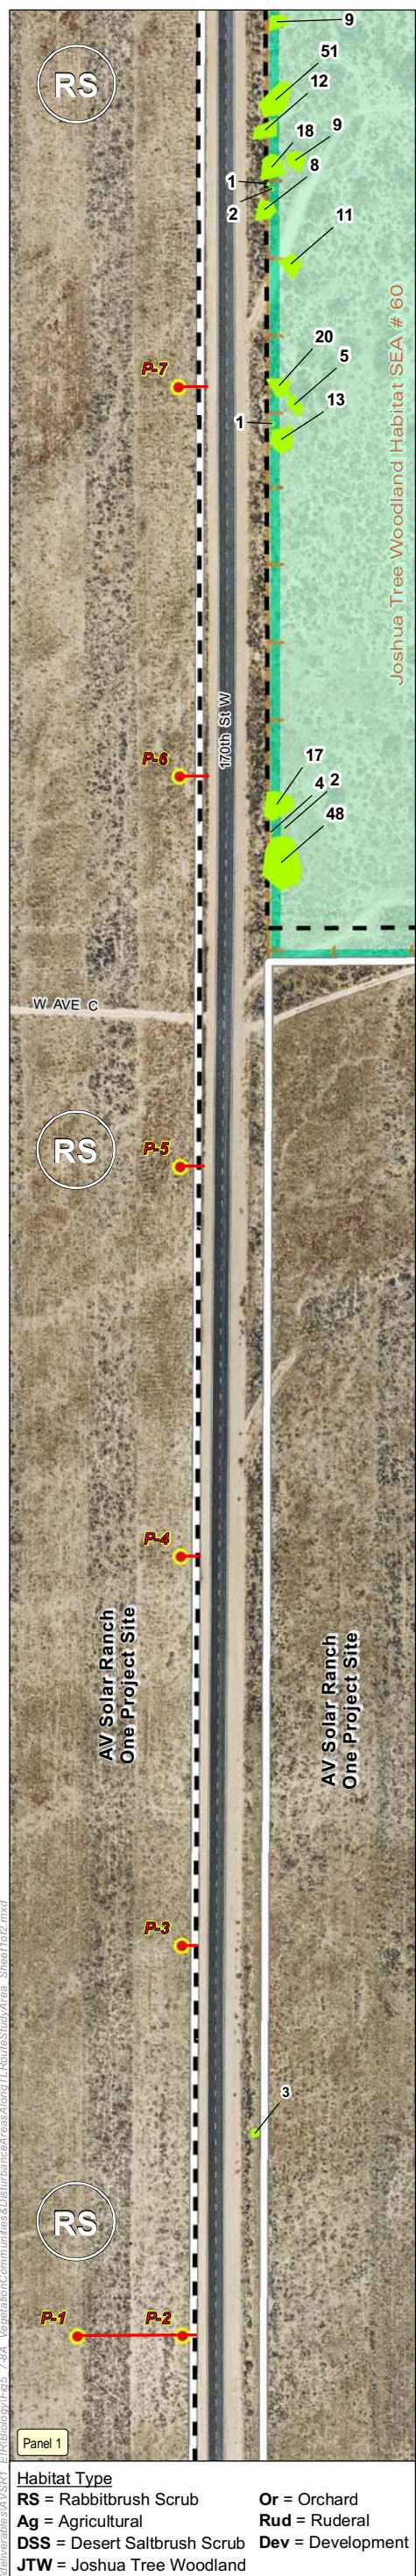 9
51
12
RS
18
9
8
1
2
11
Joshua Tree Woodland Habitat SEA # 60
20
P-7
5
13
1
170th St W
P-6
17
4
2
48
W AVE C
RS
P-5
P-4
AV Solar Ranch
One Project Site
AV Solar Ranch
One Project Site
P-3
3
RS
P-1
P-2
Panel 1
Habitat Type
RS = Rabbitbrush Scrub
Ag = Agricultural
DSS = Desert Saltbrush Scrub
JTW = Joshua Tree Woodland
Or = Orchard
Rud = Ruderal
Dev = Development